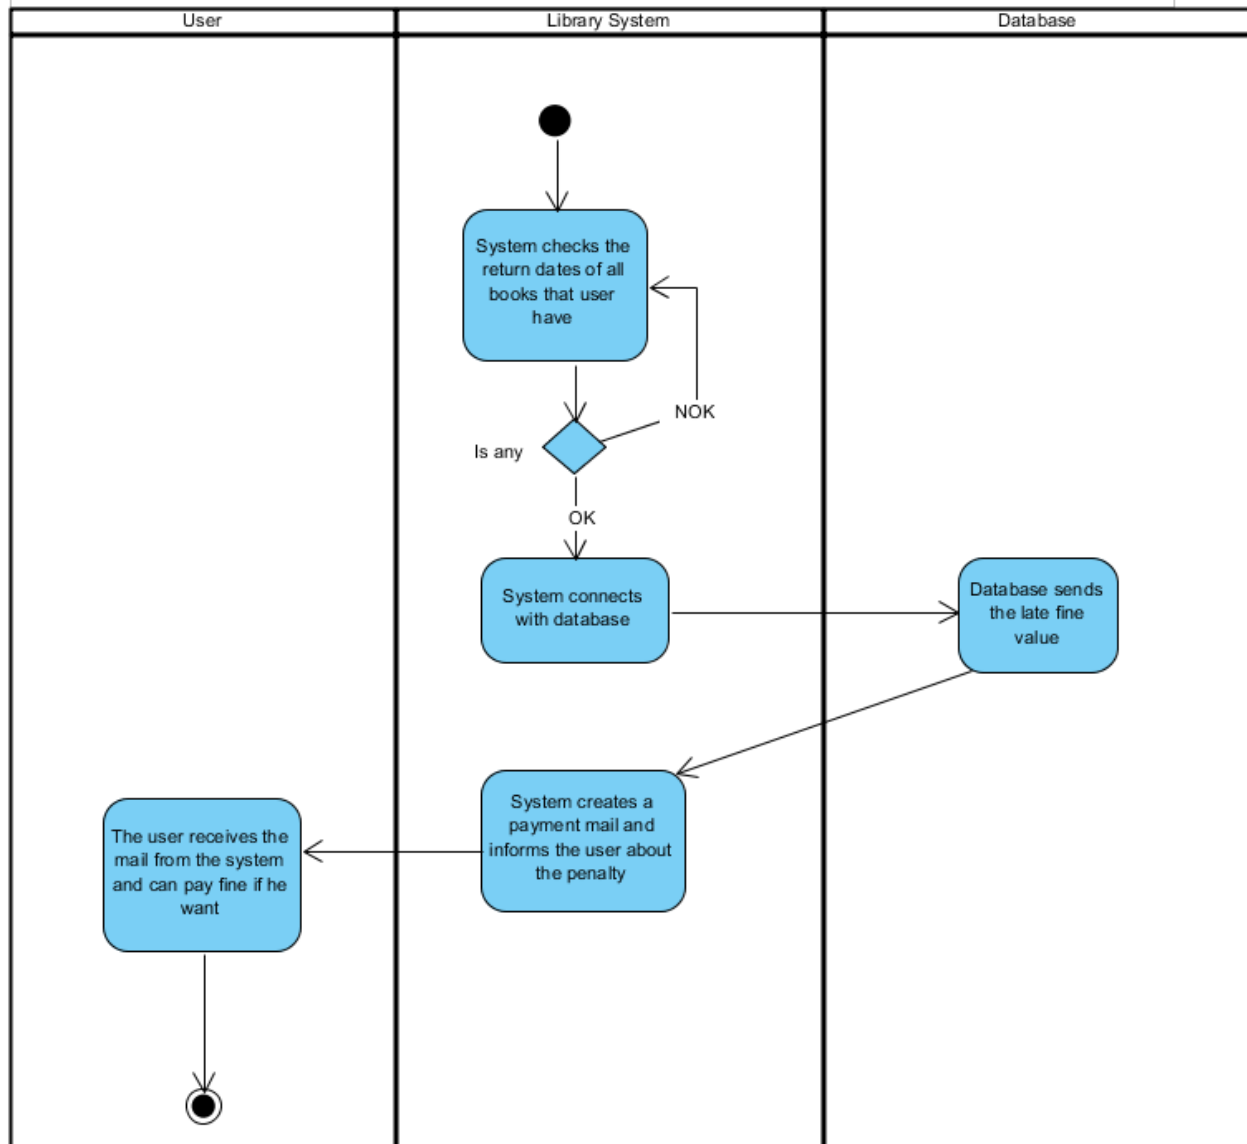 User
Library System
Database
System checks the
return dates of all
books that user
have
NOK
Is any
OK
System connects
with database
Database sends
the late fine
value
System creates a
payment mail and
informs the user about
the penalty
The user receives the
mail from the system
and can pay fine if he
want